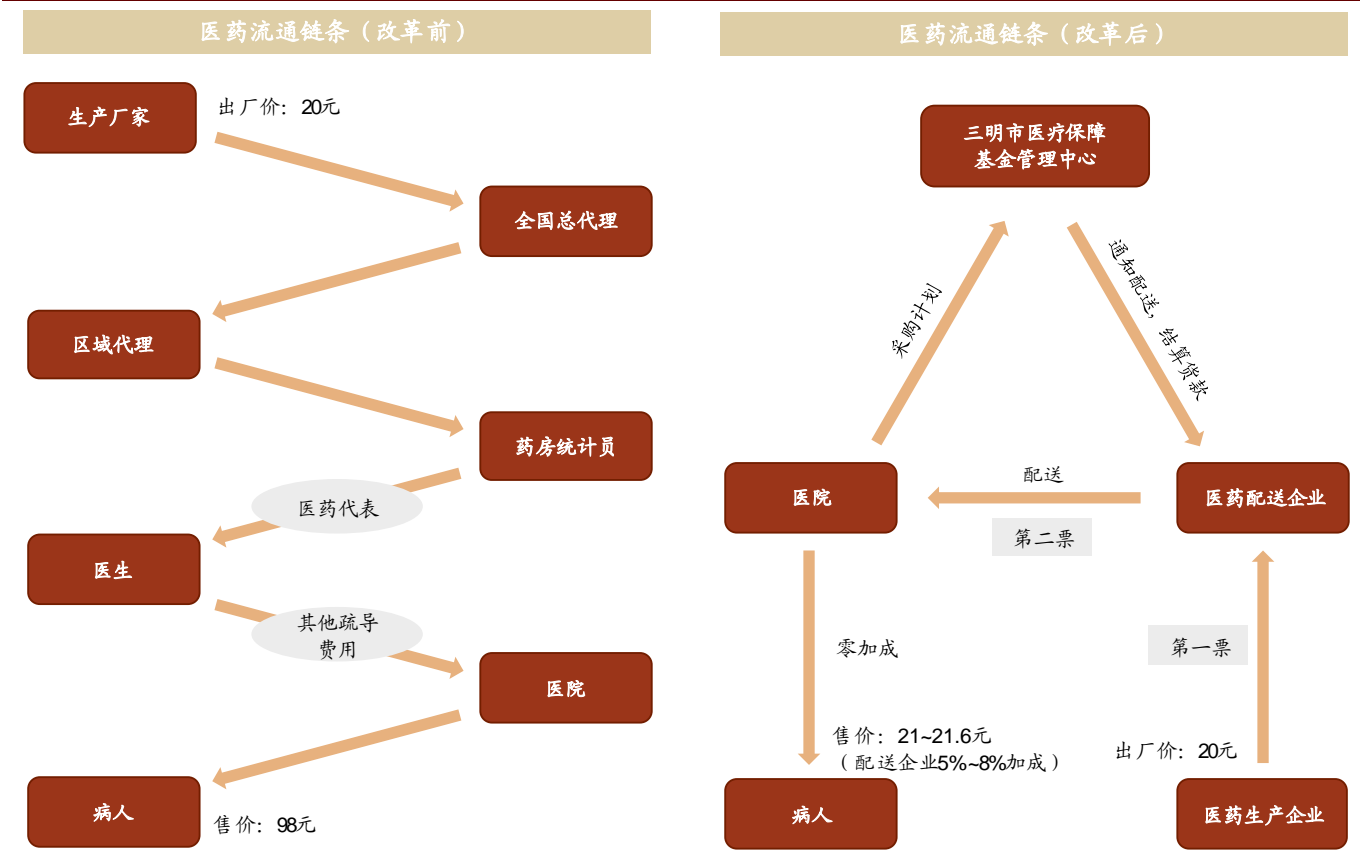 医药流通链条（改革前）
生产厂家
出厂价：20元
全国总代理
区域代理
药房统计员
医药代表
医生
其他疏导
费用
医院
病人
售价：98元
医药流通链条（改革后）
三明市医疗保障
基金管理中心
采购计划
通知配送，结算货款
医院
配送
第二票
医药配送企业
零加成
第一票
售价：21~21.6元
（配送企业5%~8%加成）
出厂价：20元
病人
医药生产企业